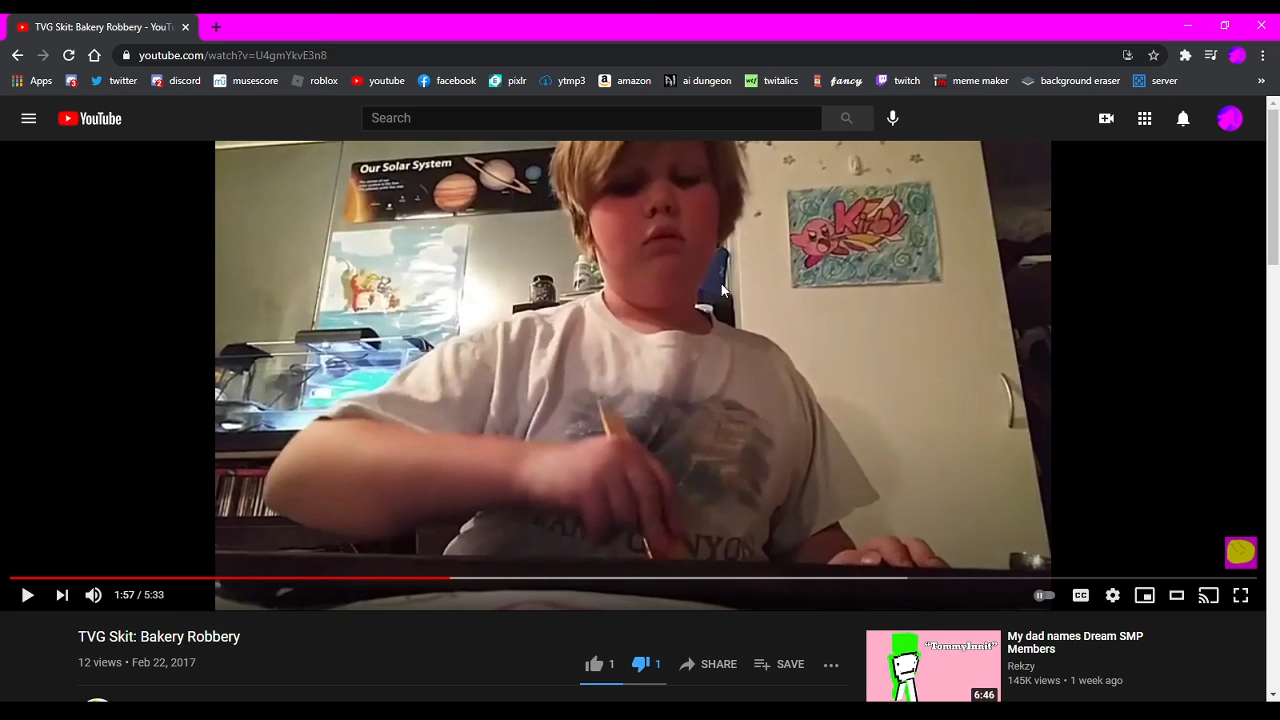 TVG Skit: Bakery Robbery - YouTu
youtube.com/watch?v=U4gmYkvE3n8
Apps twitter discord musescore roblox youtube facebook pixlr ytmp3 amazon ai dungeon twitalics fancy twitch meme maker background eraser server
YouTube
Search
Our Solar System
Kirby
CANYON
1:57 / 5:33
CC
TVG Skit: Bakery Robbery
12 views • Feb 22, 2017
1 1 SHARE SAVE
"TommyInnit"
6:46
My dad names Dream SMP
Members
Rekzy
145K views • 1 week ago